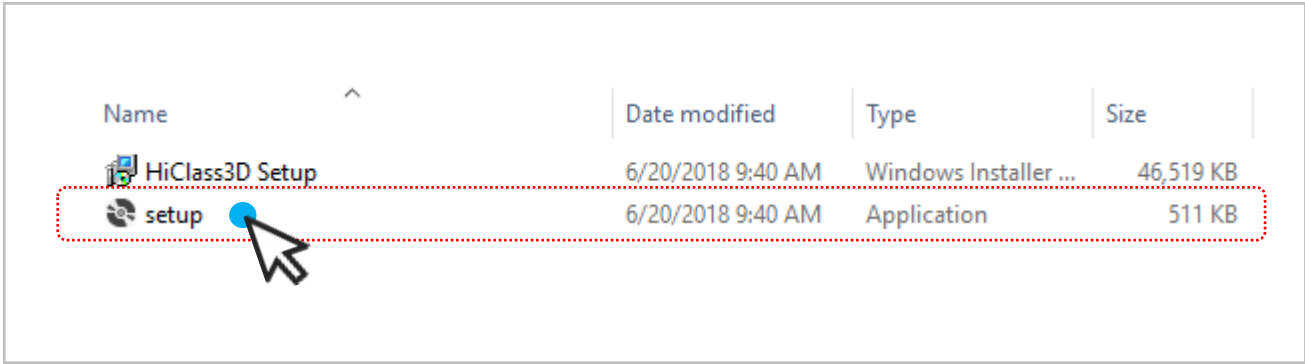 Name Date modified Type Size
HiClass3D Setup 6/20/2018 9:40 AM Windows Installer ... 46,519 KB
setup 6/20/2018 9:40 AM Application 511 KB